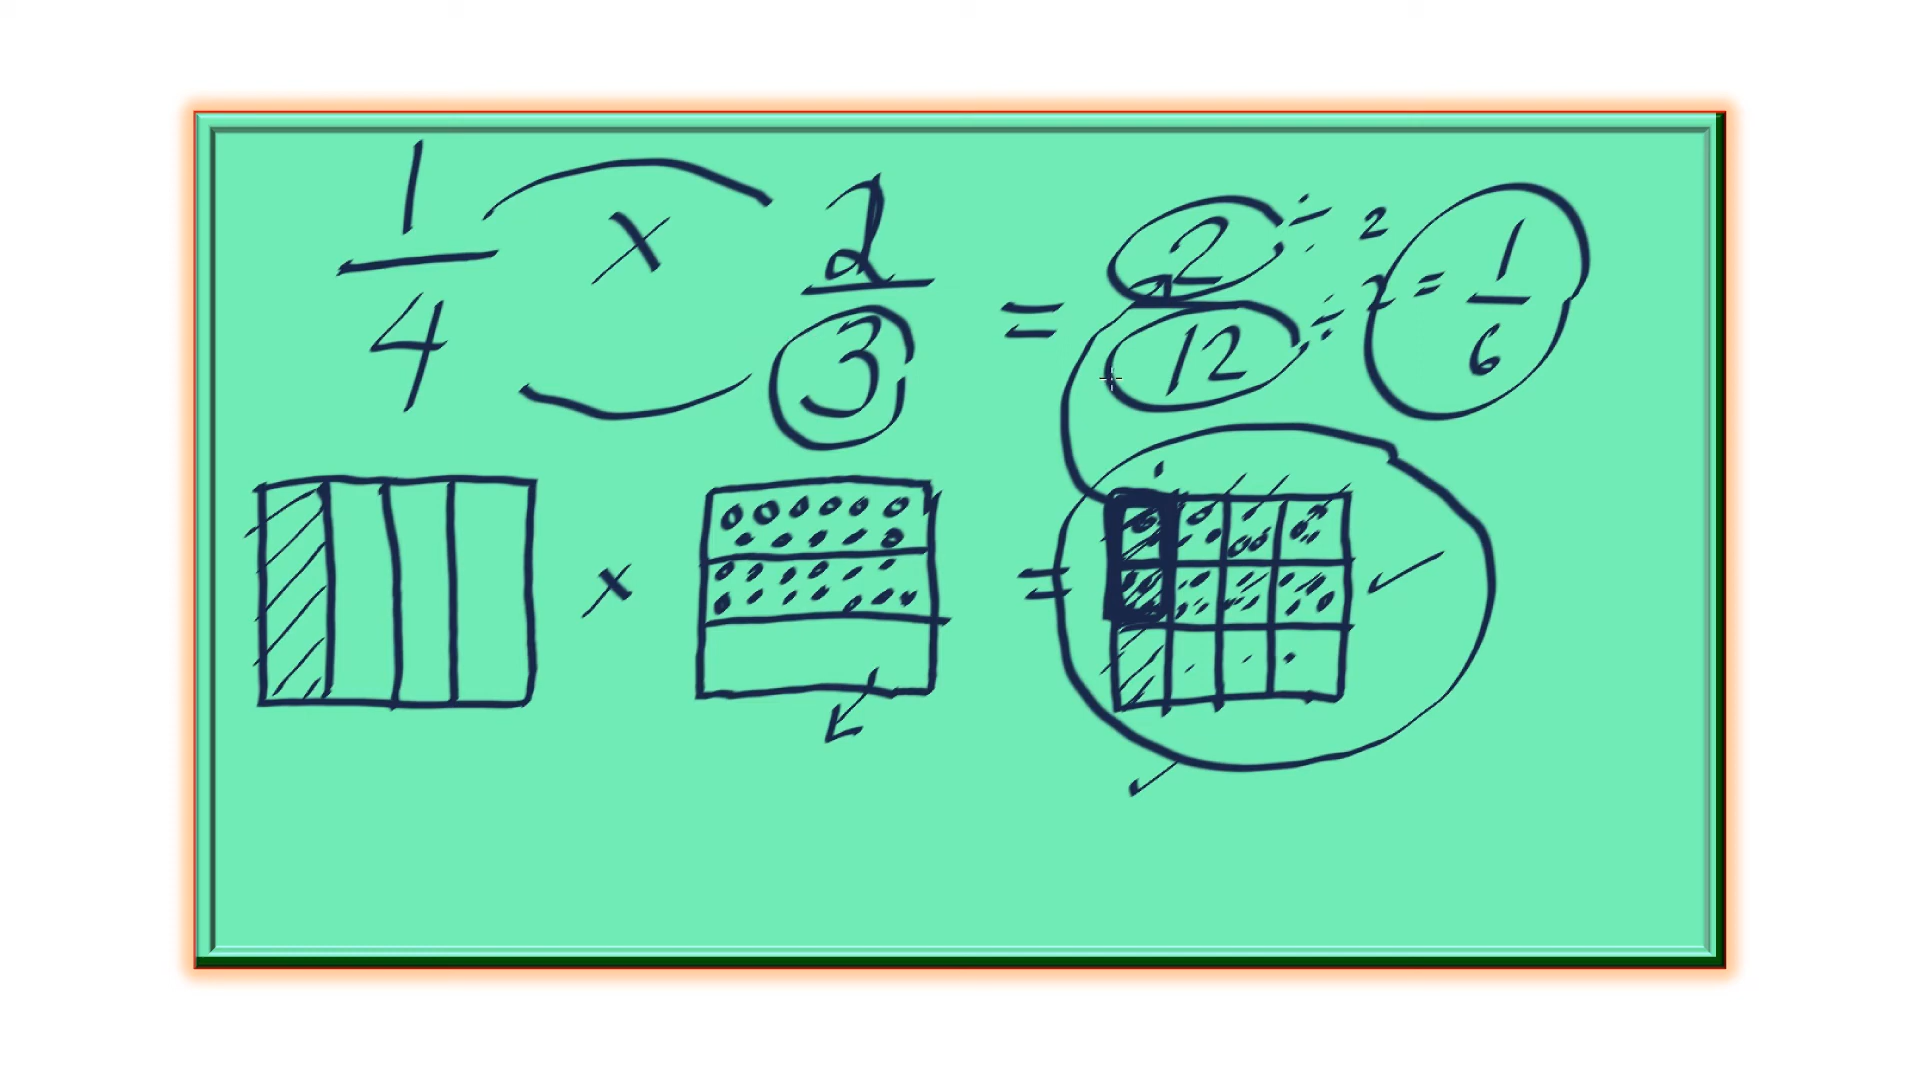 1/4 × 2/3 = 2/12 ÷ 2/2 = 1/6
× =